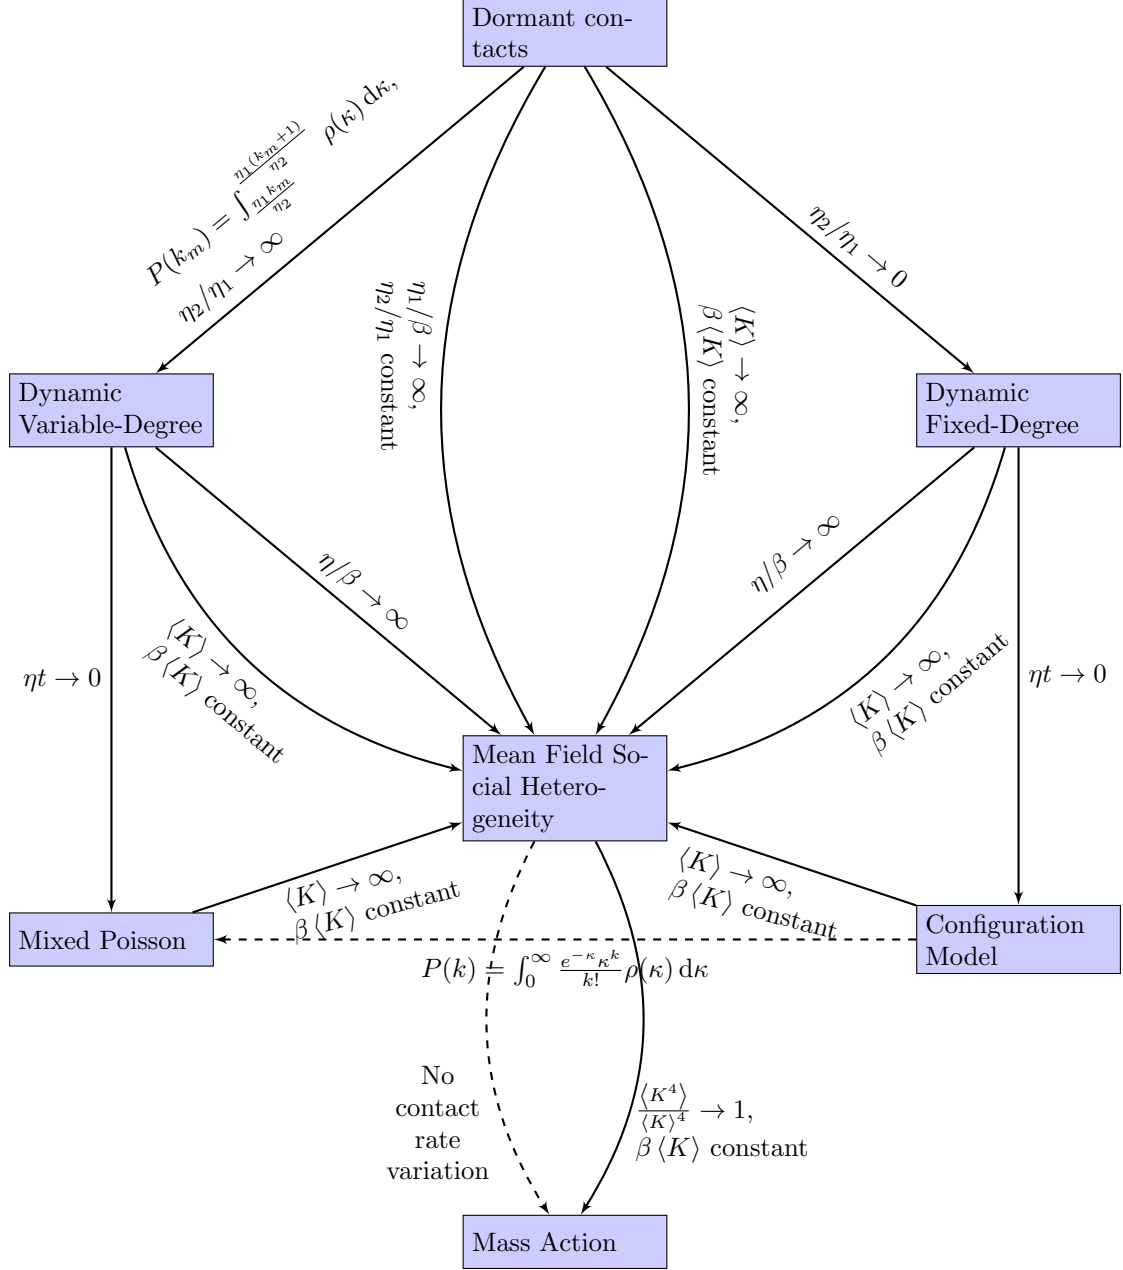 Dormant con-
tacts
P(k_m) = ∫_{η₁k_m/η₂}^{η₁(k_m+1)/η₂} ρ(κ) dκ,
η₂/η₁ → ∞
η₁/β → ∞,
η₂/η₁ constant
⟨K⟩ → ∞,
β⟨K⟩ constant
η₂/η₁ → 0
Dynamic
Variable-Degree
Dynamic
Fixed-Degree
η/β → ∞
η/β → ∞
⟨K⟩ → ∞,
β⟨K⟩ constant
⟨K⟩ → ∞,
β⟨K⟩ constant
ηt → 0
ηt → 0
Mean Field So-
cial Hetero-
geneity
⟨K⟩ → ∞,
β⟨K⟩ constant
⟨K⟩ → ∞,
β⟨K⟩ constant
Mixed Poisson
Configuration
Model
P(k) = ∫₀^∞ (e^{−κ}κ^k / k!) ρ(κ) dκ
No
contact
rate
variation
⟨K⁴⟩/⟨K⟩⁴ → 1,
β⟨K⟩ constant
Mass Action